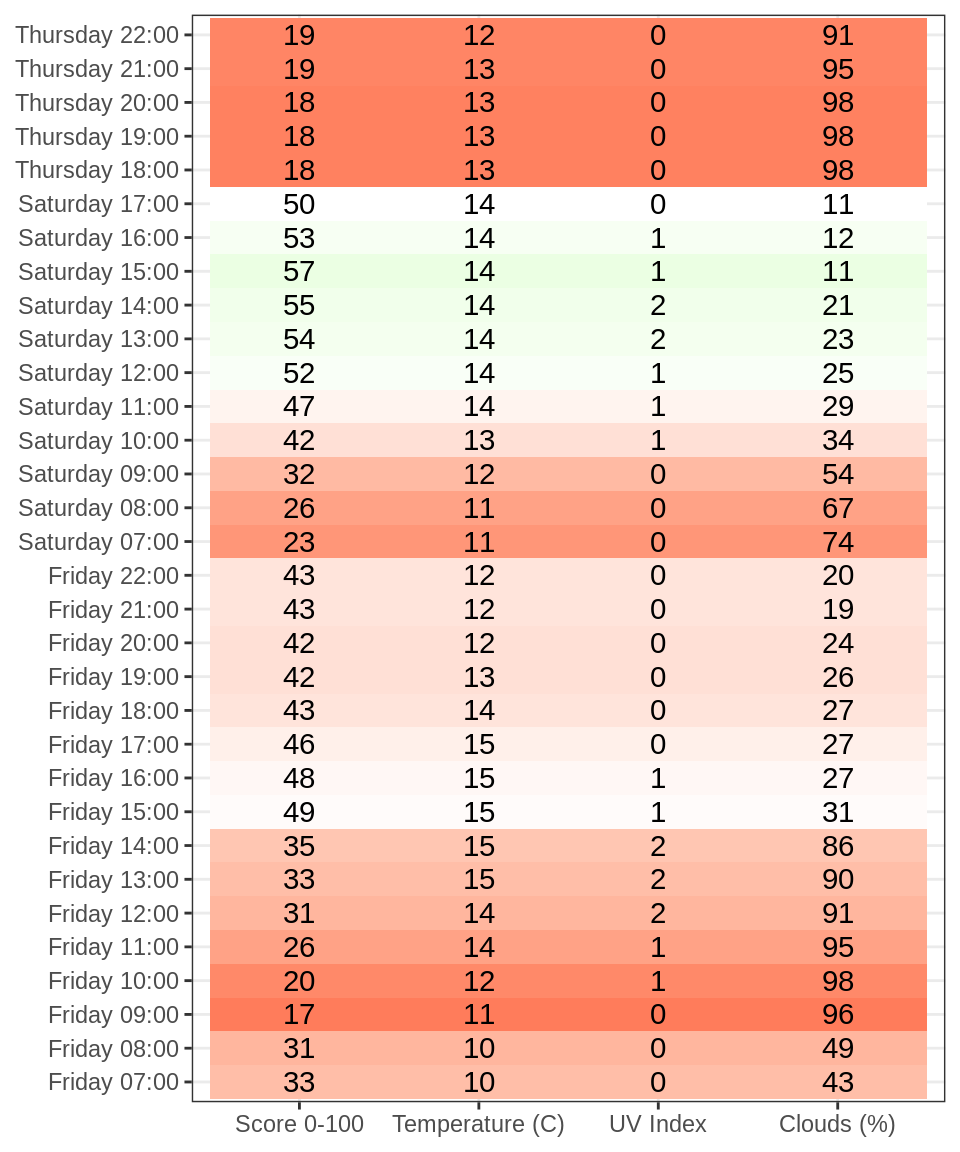 Thursday 22:00 19 12 0 91
Thursday 21:00 19 13 0 95
Thursday 20:00 18 13 0 98
Thursday 19:00 18 13 0 98
Thursday 18:00 18 13 0 98
Saturday 17:00 50 14 0 11
Saturday 16:00 53 14 1 12
Saturday 15:00 57 14 1 11
Saturday 14:00 55 14 2 21
Saturday 13:00 54 14 2 23
Saturday 12:00 52 14 1 25
Saturday 11:00 47 14 1 29
Saturday 10:00 42 13 1 34
Saturday 09:00 32 12 0 54
Saturday 08:00 26 11 0 67
Saturday 07:00 23 11 0 74
Friday 22:00 43 12 0 20
Friday 21:00 43 12 0 19
Friday 20:00 42 12 0 24
Friday 19:00 42 13 0 26
Friday 18:00 43 14 0 27
Friday 17:00 46 15 0 27
Friday 16:00 48 15 1 27
Friday 15:00 49 15 1 31
Friday 14:00 35 15 2 86
Friday 13:00 33 15 2 90
Friday 12:00 31 14 2 91
Friday 11:00 26 14 1 95
Friday 10:00 20 12 1 98
Friday 09:00 17 11 0 96
Friday 08:00 31 10 0 49
Friday 07:00 33 10 0 43
Score 0-100 Temperature (C) UV Index Clouds (%)